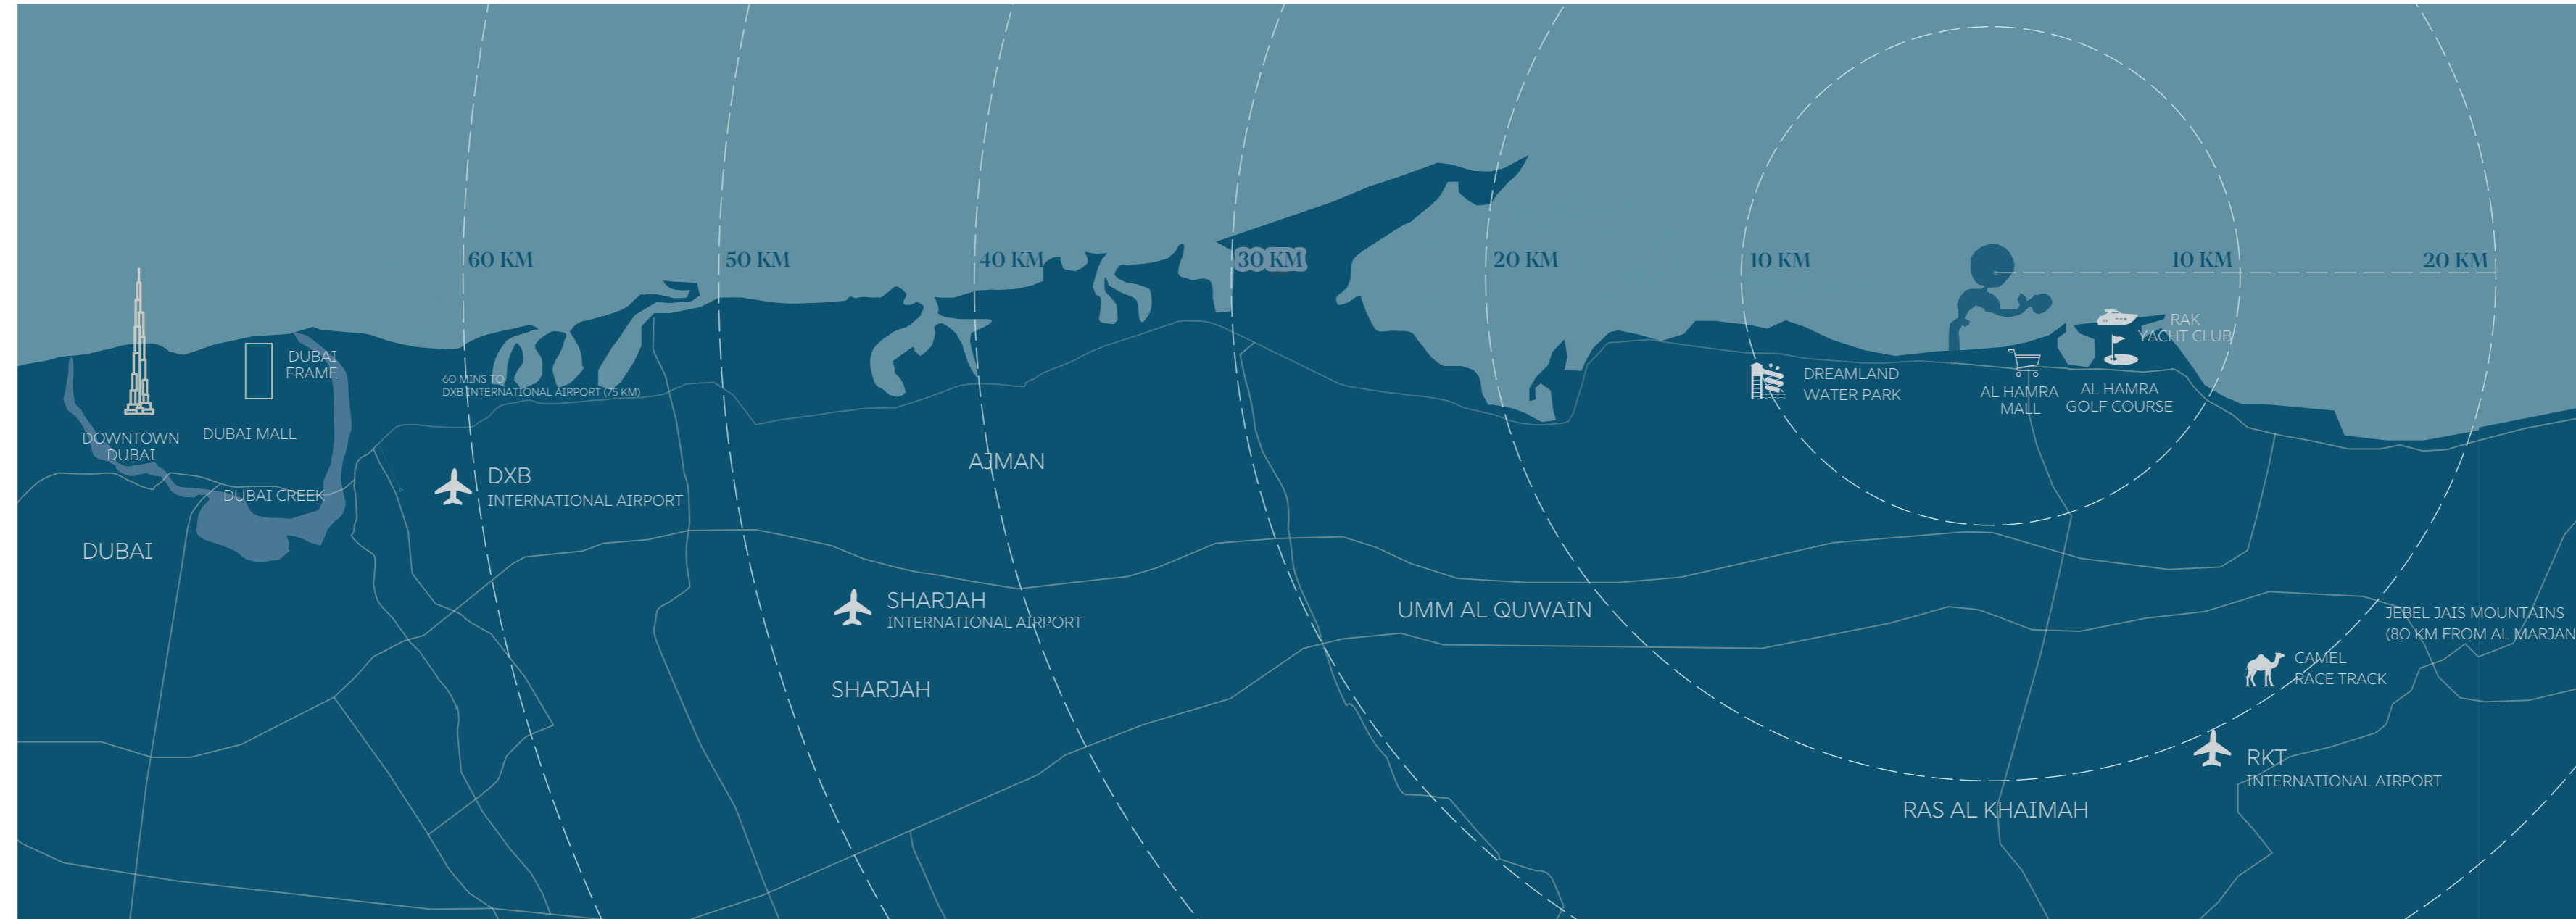 60 KM
50 KM
40 KM
30 KM
20 KM
10 KM
10 KM
20 KM
RAK
YACHT CLUB
DUBAI
FRAME
60 MINS TO
DXB INTERNATIONAL AIRPORT (75 KM)
DREAMLAND
WATER PARK
AL HAMRA
MALL
AL HAMRA
GOLF COURSE
DOWNTOWN
DUBAI
DUBAI MALL
DUBAI CREEK
DXB
INTERNATIONAL AIRPORT
AJMAN
DUBAI
SHARJAH
INTERNATIONAL AIRPORT
UMM AL QUWAIN
JEBEL JAIS MOUNTAINS
(80 KM FROM AL MARJAN
CAMEL
RACE TRACK
SHARJAH
RKT
INTERNATIONAL AIRPORT
RAS AL KHAIMAH